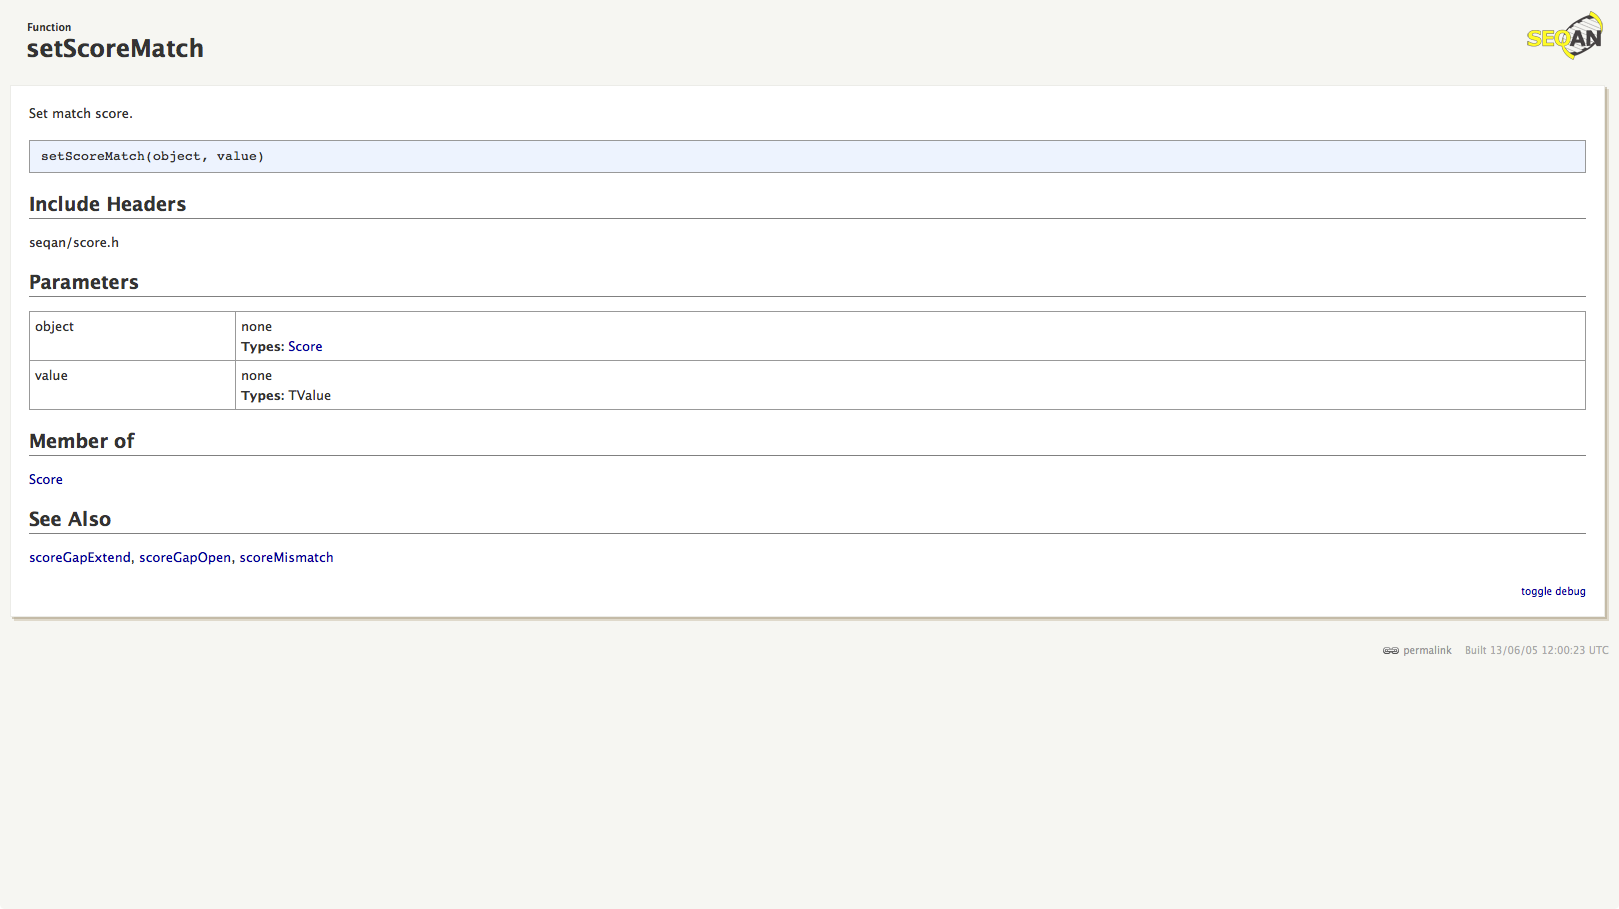 Function
setScoreMatch
SEQAN
Set match score.
setScoreMatch(object, value)
Include Headers
seqan/score.h
Parameters
object
none
Types: Score
value
none
Types: TValue
Member of
Score
See Also
scoreGapExtend, scoreGapOpen, scoreMismatch
toggle debug
permalink Built 13/06/05 12:00:23 UTC